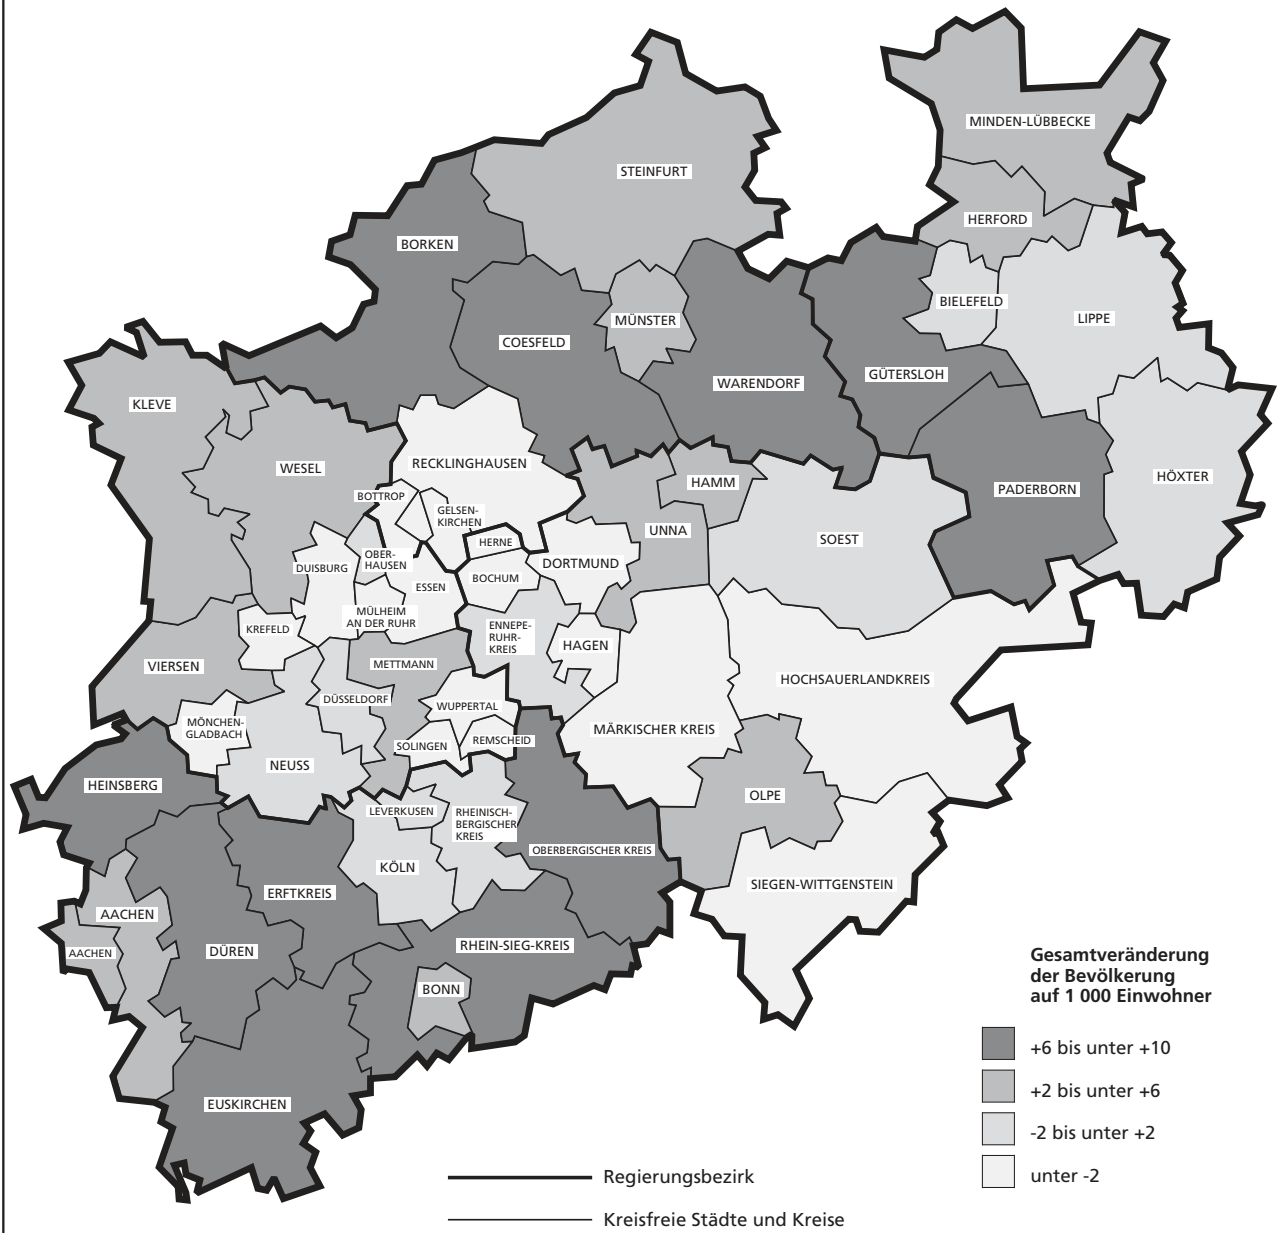 MINDEN-LÜBBECKE
STEINFURT
HERFORD
BORKEN
BIELEFELD
LIPPE
MÜNSTER
COESFELD
GÜTERSLOH
WARENDORF
KLEVE
RECKLINGHAUSEN
WESEL
HÖXTER
HAMM
PADERBORN
BOTTROP
GELSEN-
KIRCHEN
UNNA
SOEST
HERNE
DORTMUND
OBER-
HAUSEN
DUISBURG
BOCHUM
ESSEN
MÜLHEIM
AN DER RUHR
KREFELD
ENNEPE-
RUHR-
KREIS
HAGEN
VIERSEN
METTMANN
HOCHSAUERLANDKREIS
DÜSSELDORF
WUPPERTAL
MÖNCHEN-
GLADBACH
MÄRKISCHER KREIS
SOLINGEN
REMSCHEID
NEUSS
HEINSBERG
OLPE
LEVERKUSEN
RHEINISCH-
BERGISCHER
KREIS
OBERBERGISCHER KREIS
KÖLN
SIEGEN-WITTGENSTEIN
ERFTKREIS
AACHEN
AACHEN
DÜREN
RHEIN-SIEG-KREIS
BONN
EUSKIRCHEN
Gesamtveränderung
der Bevölkerung
auf 1 000 Einwohner
+6 bis unter +10
+2 bis unter +6
-2 bis unter +2
unter -2
Regierungsbezirk
Kreisfreie Städte und Kreise